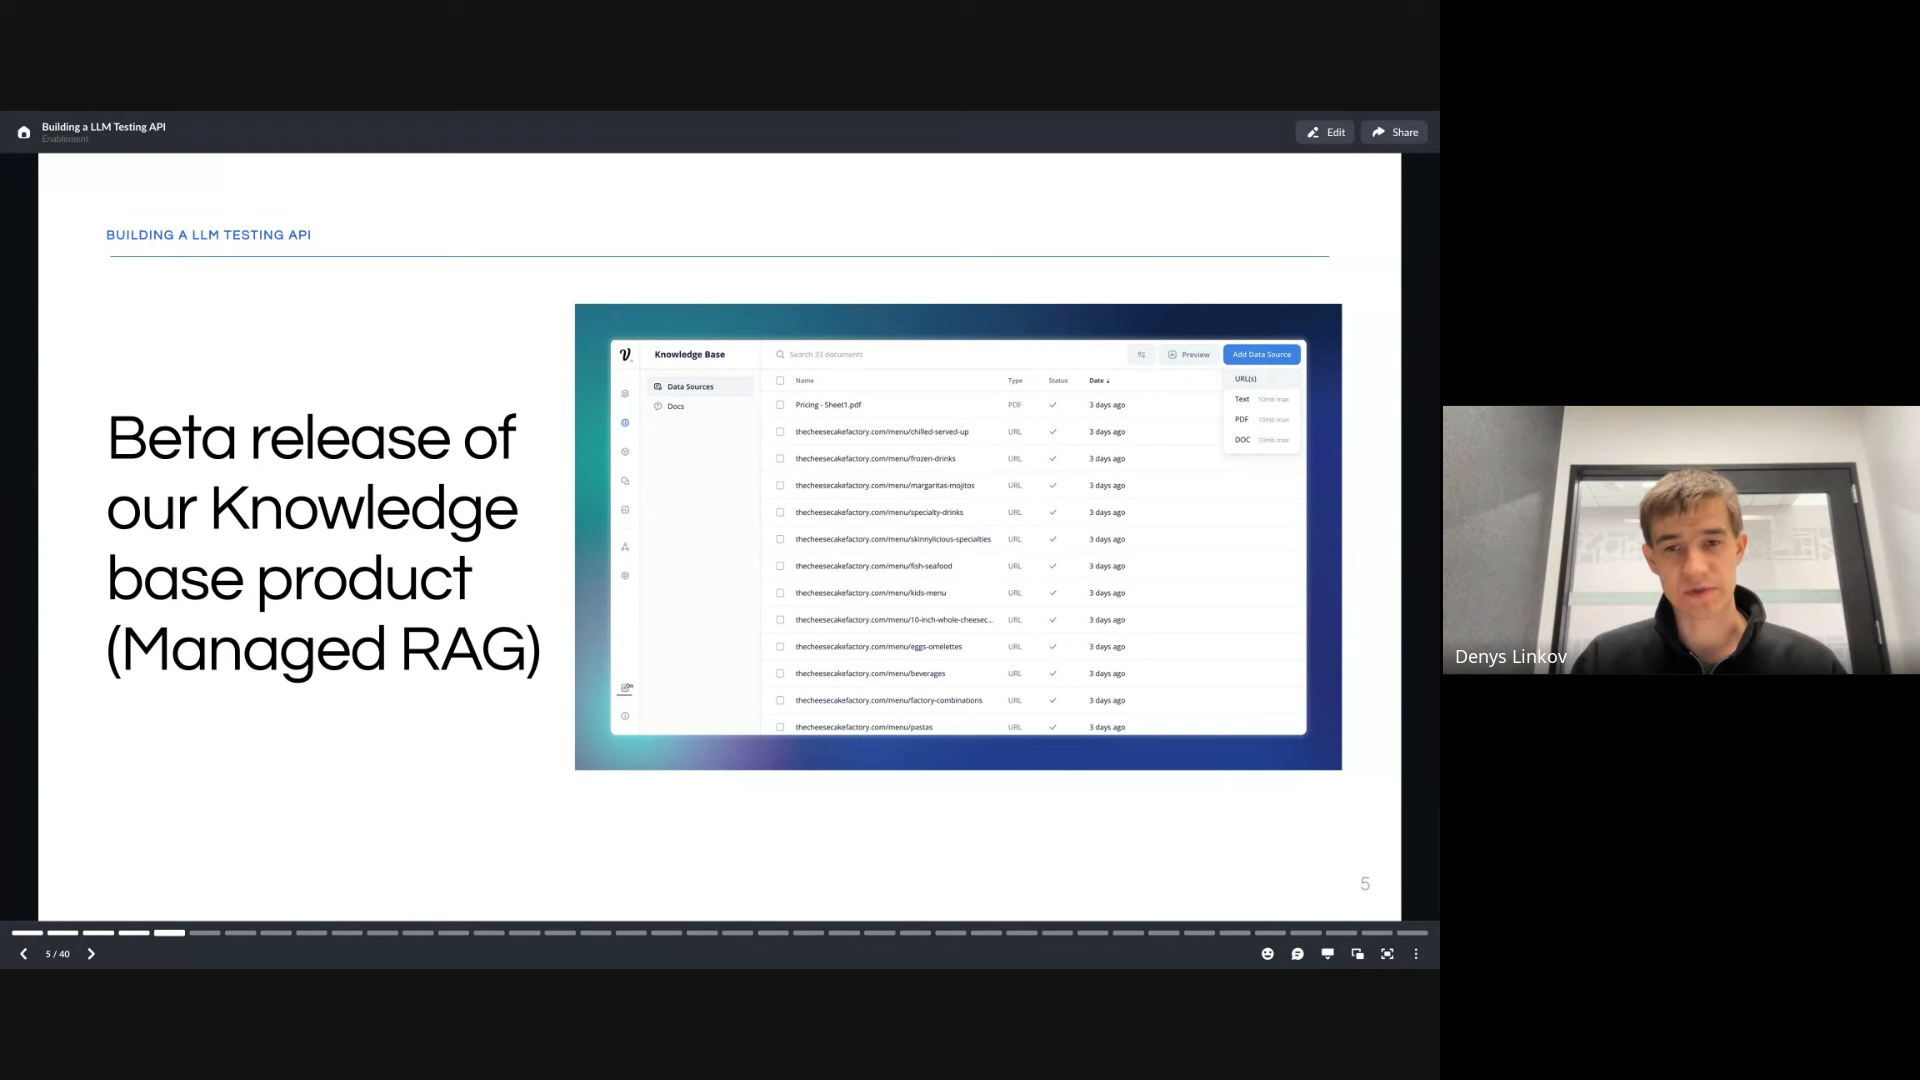 Building a LLM Testing API
Enablement
Edit
Share
BUILDING A LLM TESTING API
Beta release of
our Knowledge
base product
(Managed RAG)
Knowledge Base
Search 33 documents
Preview
Add Data Source
Data Sources
Docs
Name Type Status Date
URL(s)
Text 10mb max
PDF 10mb max
DOC 10mb max
Pricing - Sheet1.pdf PDF 3 days ago
thecheesecakefactory.com/menu/chilled-served-up URL 3 days ago
thecheesecakefactory.com/menu/frozen-drinks URL 3 days ago
thecheesecakefactory.com/menu/margaritas-mojitos URL 3 days ago
thecheesecakefactory.com/menu/specialty-drinks URL 3 days ago
thecheesecakefactory.com/menu/skinnylicious-specialties URL 3 days ago
thecheesecakefactory.com/menu/fish-seafood URL 3 days ago
thecheesecakefactory.com/menu/kids-menu URL 3 days ago
thecheesecakefactory.com/menu/10-inch-whole-cheesec... URL 3 days ago
thecheesecakefactory.com/menu/eggs-omelettes URL 3 days ago
thecheesecakefactory.com/menu/beverages URL 3 days ago
thecheesecakefactory.com/menu/factory-combinations URL 3 days ago
thecheesecakefactory.com/menu/pastas URL 3 days ago
5
5 / 40
Denys Linkov